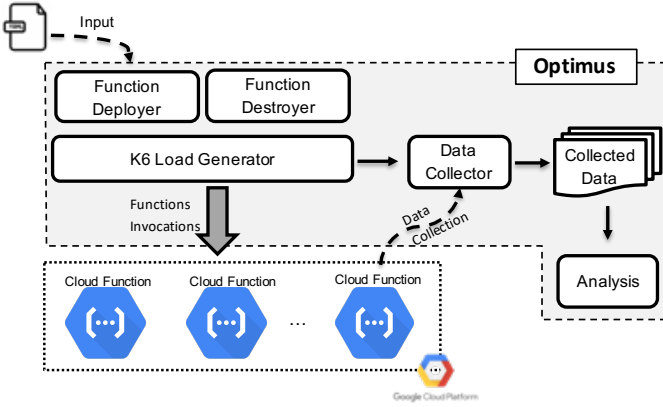 TOML
Input
Optimus
Function
Deployer
Function
Destroyer
K6 Load Generator
Data
Collector
Collected
Data
Functions
Invocations
Data
Collection
Analysis
Cloud Function
Cloud Function
Cloud Function
...
Google Cloud Platform